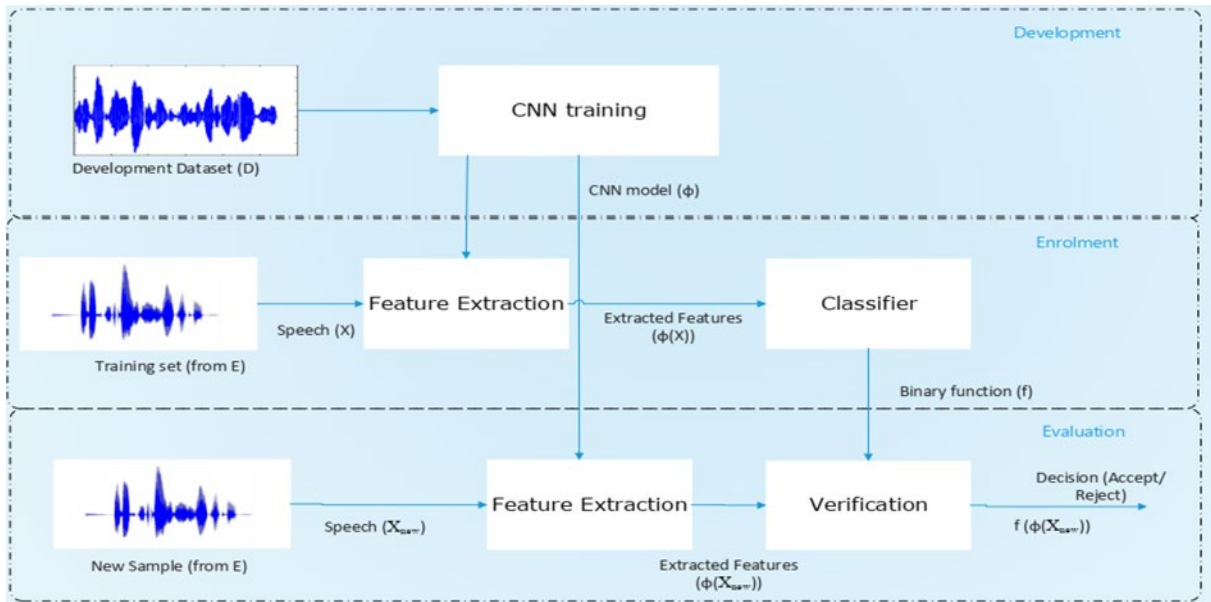 Development
CNN training
Development Dataset (D)
CNN model (ϕ)
Enrolment
Feature Extraction
Classifier
Speech (X)
Extracted Features
(ϕ(X))
Training set (from E)
Binary function (f)
Evaluation
Feature Extraction
Verification
Decision (Accept/
Reject)
Speech (Xnew)
f (ϕ(Xnew))
New Sample (from E)
Extracted Features
(ϕ(Xnew))